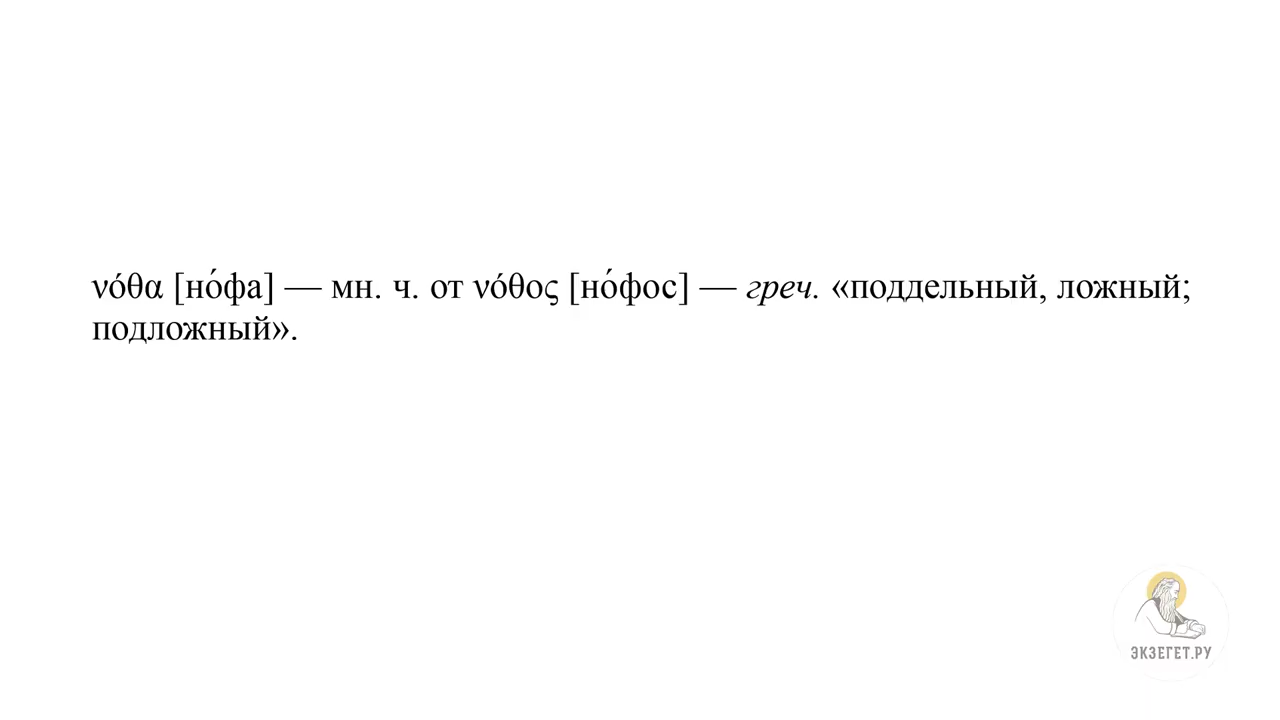 νόθα [но́фа] — мн. ч. от νόθος [но́фос] — греч. «поддельный, ложный;
подложный».
ЭКЗЕГЕТ.РУ